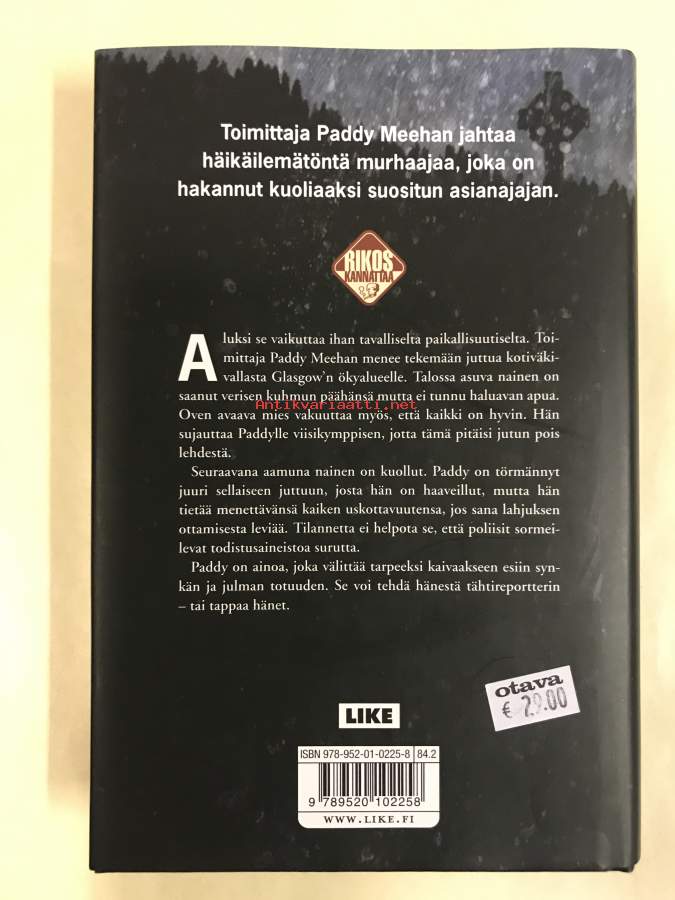 Toimittaja Paddy Meehan jahtaa
häikäilemätöntä murhaajaa, joka on
hakannut kuoliaaksi suositun asianajajan.
RIKOS
KANNATTAA
Aluksi se vaikuttaa ihan tavalliselta paikallisuutiselta. Toi-
mittaja Paddy Meehan menee tekemään juttua kotiväki-
vallasta Glasgow'n ökyalueelle. Talossa asuva nainen on
saanut verisen kuhmun päähänsä mutta ei tunnu haluavan apua.
Antikvariaatti.net
Oven avaava mies vakuuttaa myös, että kaikki on hyvin. Hän
sujauttaa Paddylle viisikymppisen, jotta tämä pitäisi jutun pois
lehdestä.
Seuraavana aamuna nainen on kuollut. Paddy on törmännyt
juuri sellaiseen juttuun, josta hän on haaveillut, mutta hän
tietää menettävänsä kaiken uskottavuutensa, jos sana lahjuksen
ottamisesta leviää. Tilannetta ei helpota se, että poliisit sormei-
levat todistusaineistoa surutta.
Paddy on ainoa, joka välittää tarpeeksi kaivaakseen esiin syn-
kän ja julman totuuden. Se voi tehdä hänestä tähtireportterin
– tai tappaa hänet.
otava
€ 29.00
LIKE
ISBN 978-952-01-0225-8 84.2
9 789520 102258
WWW.LIKE.FI